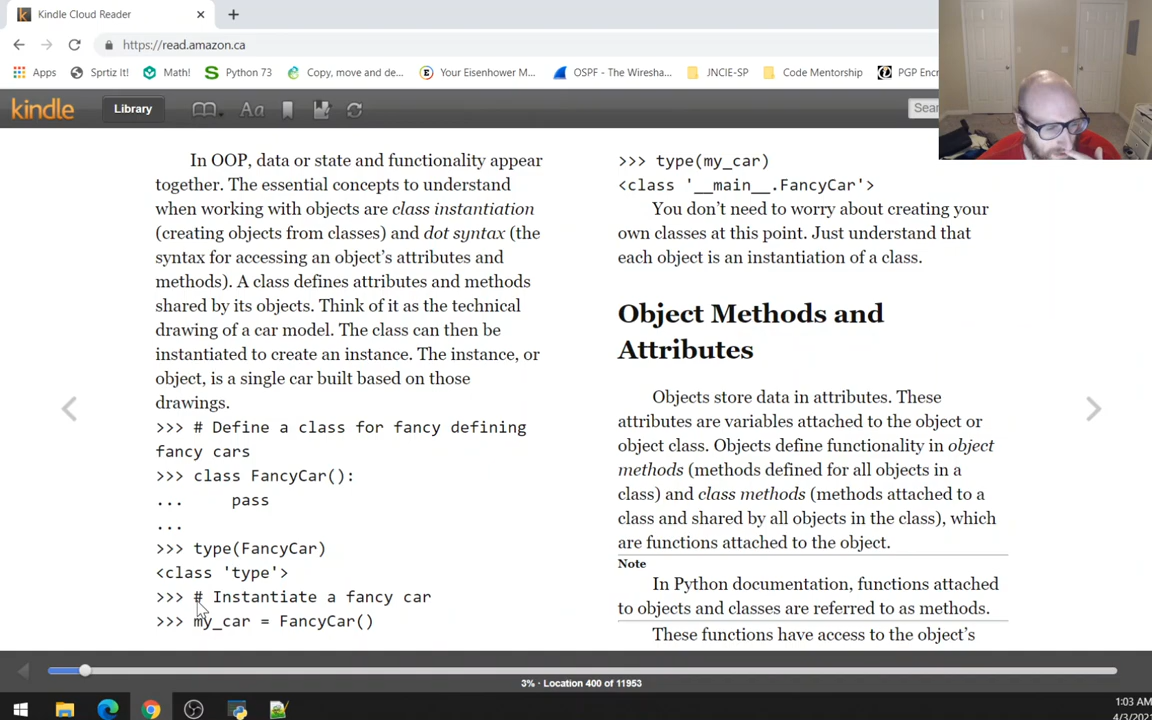 Kindle Cloud Reader
https://read.amazon.ca
Apps
Sprtiz It!
Math!
Python 73
Copy, move and de...
Your Eisenhower M...
OSPF - The Wiresha...
JNCIE-SP
Code Mentorship
PGP Encr
kindle
Library
Aa
Sear
In OOP, data or state and functionality appear
together. The essential concepts to understand
when working with objects are class instantiation
(creating objects from classes) and dot syntax (the
syntax for accessing an object's attributes and
methods). A class defines attributes and methods
shared by its objects. Think of it as the technical
drawing of a car model. The class can then be
instantiated to create an instance. The instance, or
object, is a single car built based on those
drawings.
>>> # Define a class for fancy defining
fancy cars
>>> class FancyCar():
...     pass
...
>>> type(FancyCar)
<class 'type'>
>>> # Instantiate a fancy car
>>> my_car = FancyCar()
>>> type(my_car)
<class '__main__.FancyCar'>
You don't need to worry about creating your
own classes at this point. Just understand that
each object is an instantiation of a class.
Object Methods and
Attributes
Objects store data in attributes. These
attributes are variables attached to the object or
object class. Objects define functionality in object
methods (methods defined for all objects in a
class) and class methods (methods attached to a
class and shared by all objects in the class), which
are functions attached to the object.
Note
In Python documentation, functions attached
to objects and classes are referred to as methods.
These functions have access to the object's
3% · Location 400 of 11953
1:03 AM